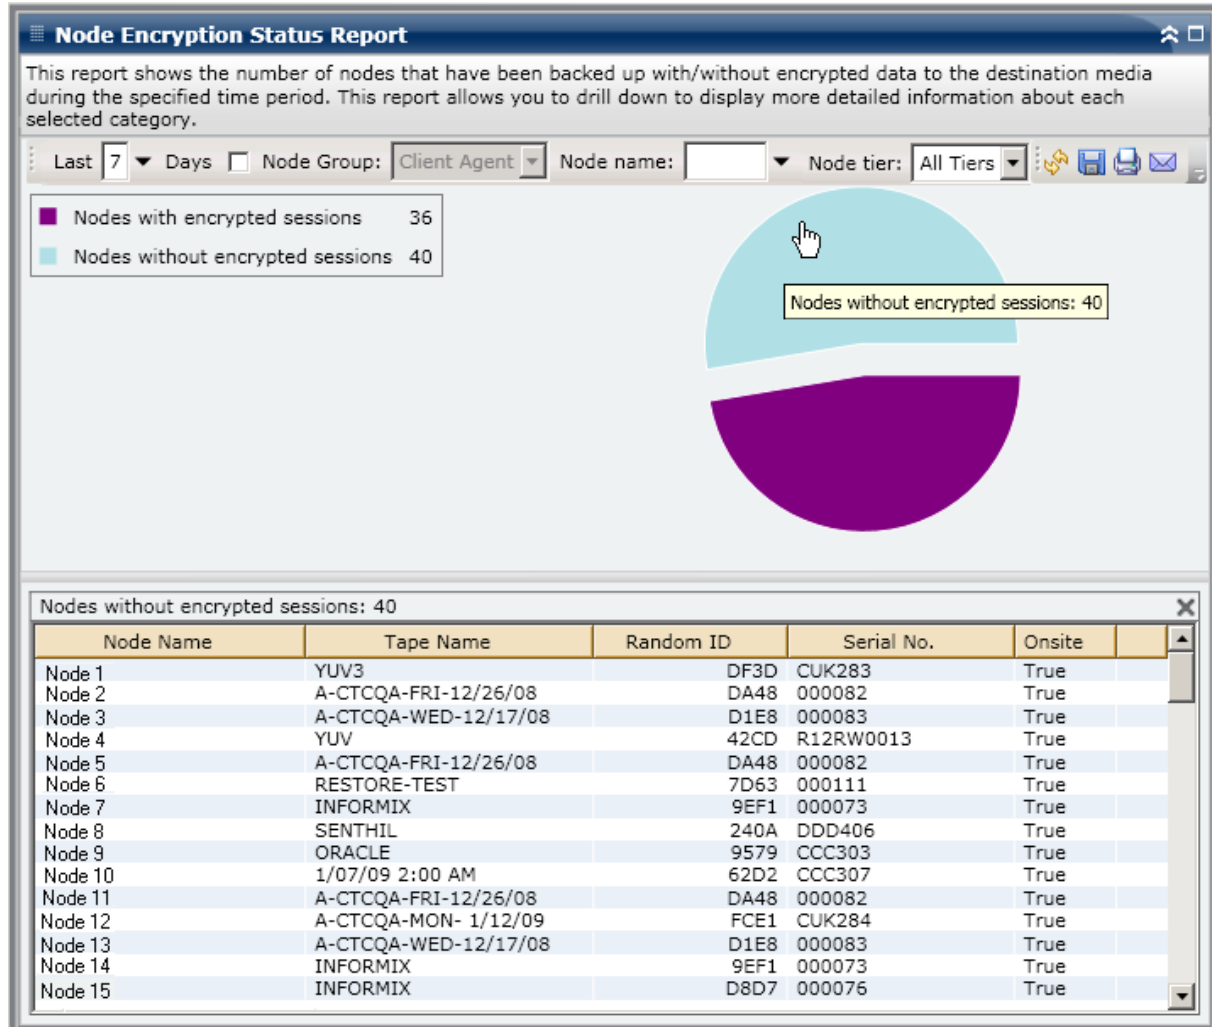 Node Encryption Status Report
This report shows the number of nodes that have been backed up with/without encrypted data to the destination media
during the specified time period. This report allows you to drill down to display more detailed information about each
selected category.
Last 7 Days Node Group: Client Agent Node name: Node tier: All Tiers
Nodes with encrypted sessions 36
Nodes without encrypted sessions 40
Nodes without encrypted sessions: 40
Nodes without encrypted sessions: 40
Node Name Tape Name Random ID Serial No. Onsite
Node 1 YUV3 DF3D CUK283 True
Node 2 A-CTCQA-FRI-12/26/08 DA48 000082 True
Node 3 A-CTCQA-WED-12/17/08 D1E8 000083 True
Node 4 YUV 42CD R12RW0013 True
Node 5 A-CTCQA-FRI-12/26/08 DA48 000082 True
Node 6 RESTORE-TEST 7D63 000111 True
Node 7 INFORMIX 9EF1 000073 True
Node 8 SENTHIL 240A DDD406 True
Node 9 ORACLE 9579 CCC303 True
Node 10 1/07/09 2:00 AM 62D2 CCC307 True
Node 11 A-CTCQA-FRI-12/26/08 DA48 000082 True
Node 12 A-CTCQA-MON- 1/12/09 FCE1 CUK284 True
Node 13 A-CTCQA-WED-12/17/08 D1E8 000083 True
Node 14 INFORMIX 9EF1 000073 True
Node 15 INFORMIX D8D7 000076 True